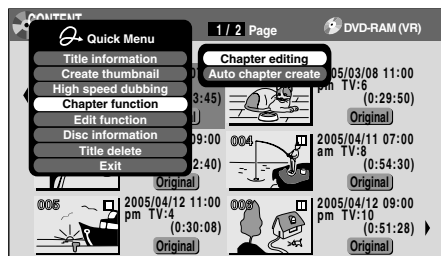 CONTENT
Quick Menu
1 / 2 Page
DVD-RAM (VR)
Title information
Create thumbnail
High speed dubbing
Chapter function
Edit function
Disc information
Title delete
Exit
Chapter editing
Auto chapter create
3:45)
05/03/08 11:00
pm TV:6
(0:29:50)
Original
09:00
2:40)
Original
004
2005/04/11 07:00
am TV:8
(0:54:30)
Original
005
2005/04/12 11:00
pm TV:4
(0:30:08)
Original
006
2005/04/12 09:00
pm TV:10
(0:51:28)
Original